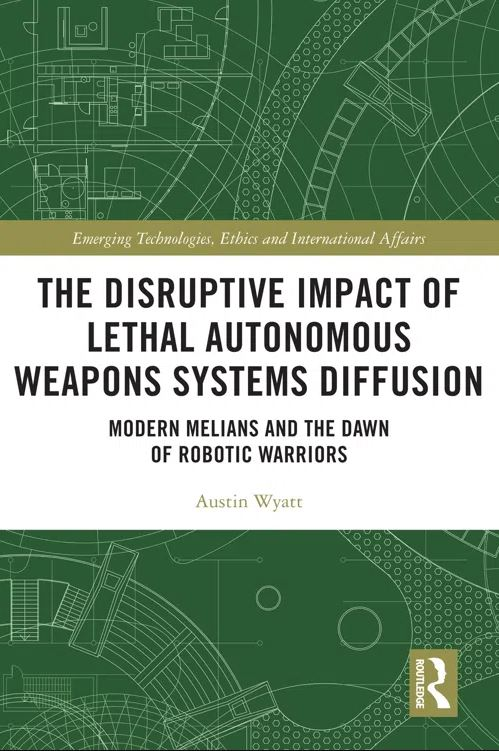 Emerging Technologies, Ethics and International Affairs
THE DISRUPTIVE IMPACT OF
LETHAL AUTONOMOUS
WEAPONS SYSTEMS DIFFUSION
MODERN MELIANS AND THE DAWN
OF ROBOTIC WARRIORS
Austin Wyatt
ROUTLEDGE